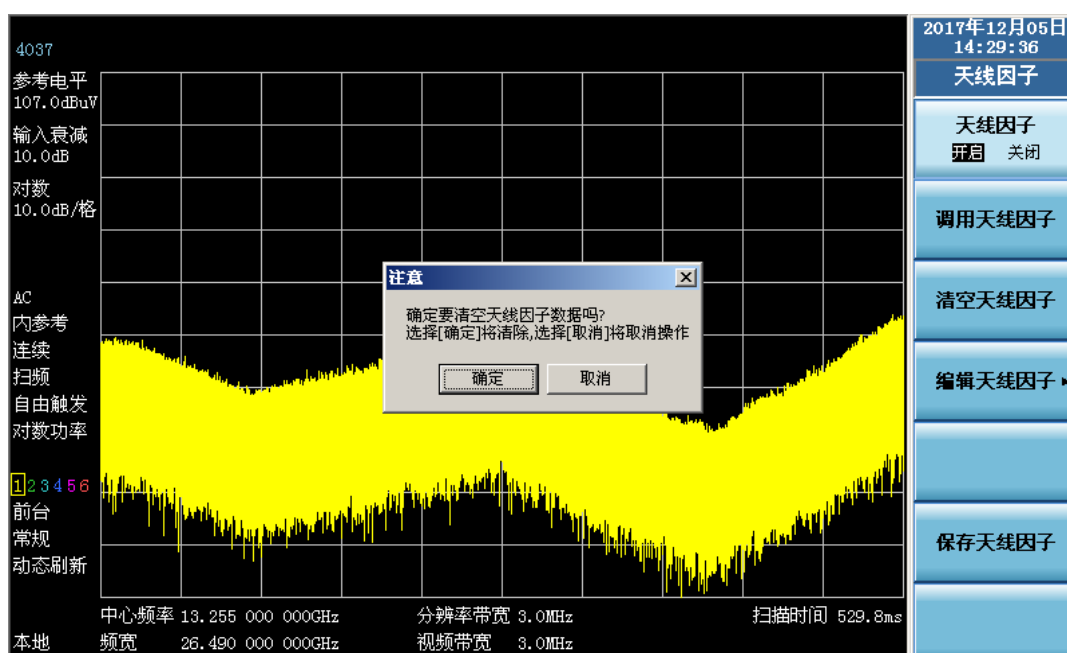 4037
参考电平
107.0dBuV
输入衰减
10.0dB
对数
10.0dB/格
AC
内参考
连续
扫频
自由触发
对数功率
123456
前台
常规
动态刷新
本地
注意
确定要清空天线因子数据吗?
选择[确定]将清除,选择[取消]将取消操作
确定 取消
中心频率 13.255 000 000GHz 分辨率带宽 3.0MHz 扫描时间 529.8ms
频宽 26.490 000 000GHz 视频带宽 3.0MHz
2017年12月05日
14:29:36
天线因子
天线因子
开启 关闭
调用天线因子
清空天线因子
编辑天线因子
保存天线因子